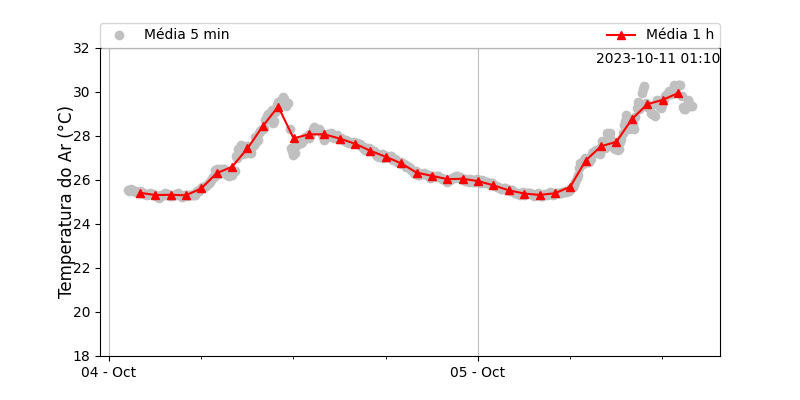 Média 5 min
Média 1 h
2023-10-11 01:10
Temperatura do Ar (°C)
32
30
28
26
24
22
20
18
04 - Oct
05 - Oct